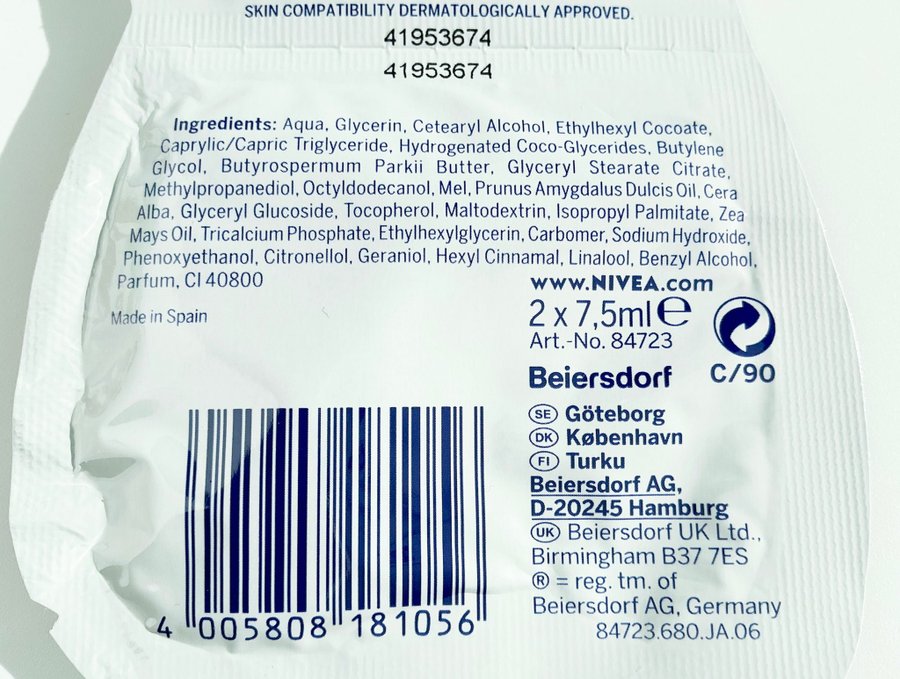 SKIN COMPATIBILITY DERMATOLOGICALLY APPROVED.
41953674
41953674
Ingredients: Aqua, Glycerin, Cetearyl Alcohol, Ethylhexyl Cocoate,
Caprylic/Capric Triglyceride, Hydrogenated Coco-Glycerides, Butylene
Glycol, Butyrospermum Parkii Butter, Glyceryl Stearate Citrate,
Methylpropanediol, Octyldodecanol, Mel, Prunus Amygdalus Dulcis Oil, Cera
Alba, Glyceryl Glucoside, Tocopherol, Maltodextrin, Isopropyl Palmitate, Zea
Mays Oil, Tricalcium Phosphate, Ethylhexylglycerin, Carbomer, Sodium Hydroxide,
Phenoxyethanol, Citronellol, Geraniol, Hexyl Cinnamal, Linalool, Benzyl Alcohol,
Parfum, CI 40800
Made in Spain
www.NIVEA.com
2 x 7,5ml℮
Art.-No. 84723
C/90
Beiersdorf
SE Göteborg
DK København
FI Turku
Beiersdorf AG,
D-20245 Hamburg
UK Beiersdorf UK Ltd.,
Birmingham B37 7ES
® = reg. tm. of
Beiersdorf AG, Germany
84723.680.JA.06
4 005808 181056